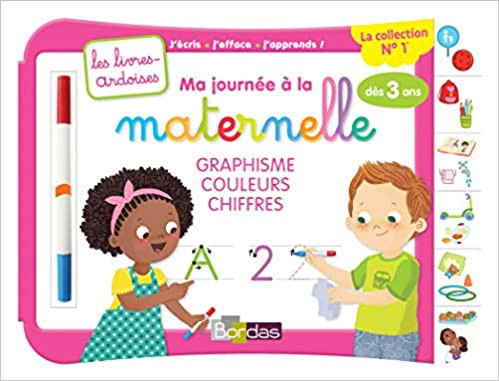 J'écris • j'efface • j'apprends !
La collection
N° 1
les livres-
ardoises
Ma journée à la
maternelle
dès 3 ans
GRAPHISME
COULEURS
CHIFFRES
A 2
Bordas